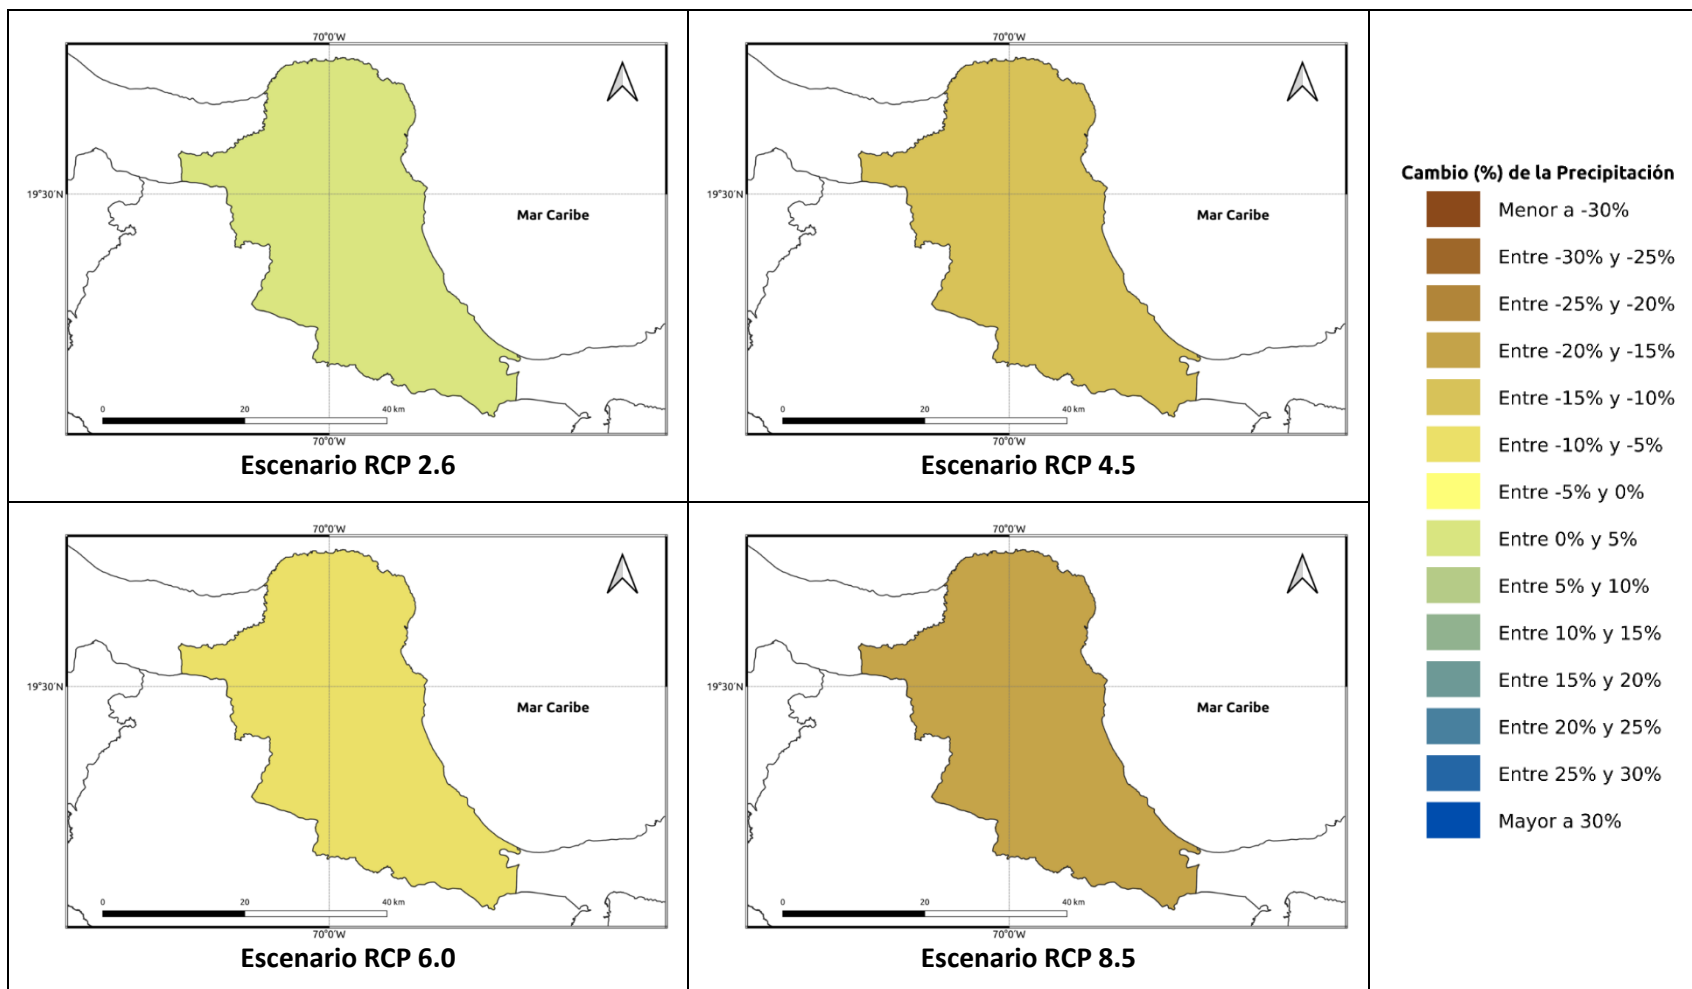 70°0'W
19°30'N
Mar Caribe
0 20 40 km
70°0'W
Escenario RCP 2.6
70°0'W
Mar Caribe
0 20 40 km
70°0'W
Escenario RCP 4.5
70°0'W
19°30'N
Mar Caribe
0 20 40 km
70°0'W
Escenario RCP 6.0
70°0'W
Mar Caribe
0 20 40 km
70°0'W
Escenario RCP 8.5
Cambio (%) de la Precipitación
Menor a -30%
Entre -30% y -25%
Entre -25% y -20%
Entre -20% y -15%
Entre -15% y -10%
Entre -10% y -5%
Entre -5% y 0%
Entre 0% y 5%
Entre 5% y 10%
Entre 10% y 15%
Entre 15% y 20%
Entre 20% y 25%
Entre 25% y 30%
Mayor a 30%